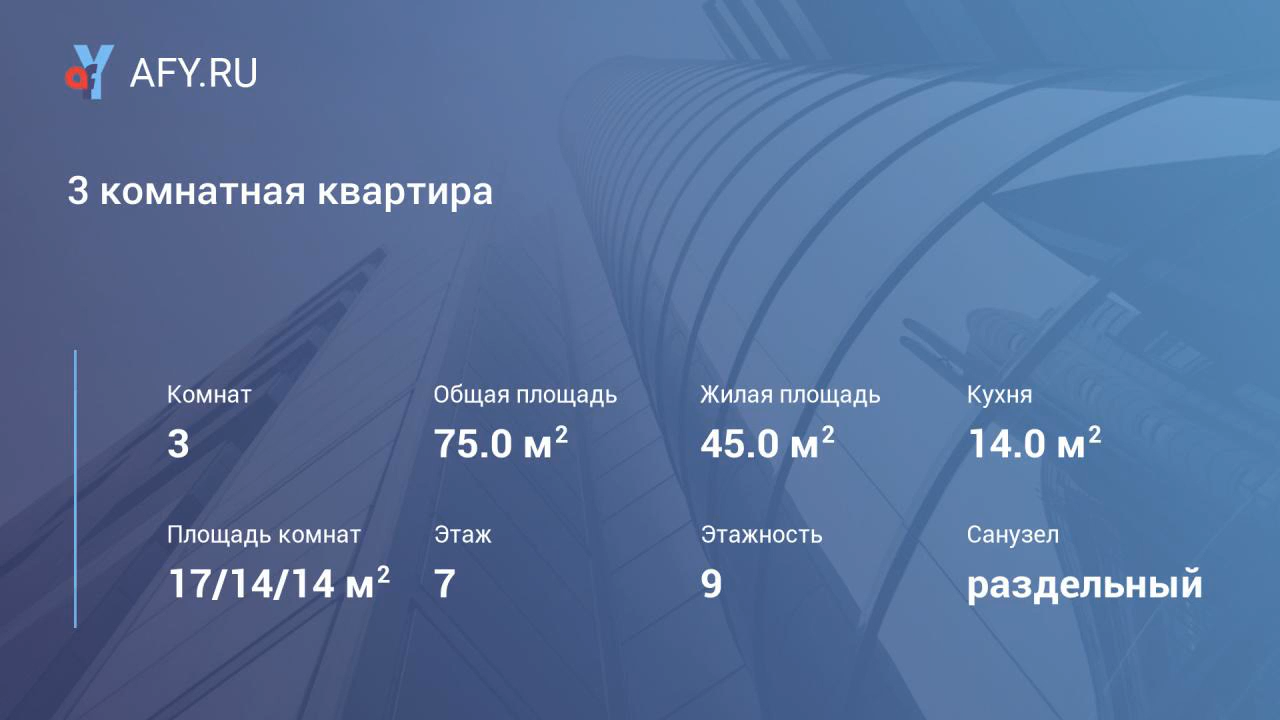 AFY.RU
3 комнатная квартира
Комнат
3
Общая площадь
75.0 м²
Жилая площадь
45.0 м²
Кухня
14.0 м²
Площадь комнат
17/14/14 м²
Этаж
7
Этажность
9
Санузел
раздельный